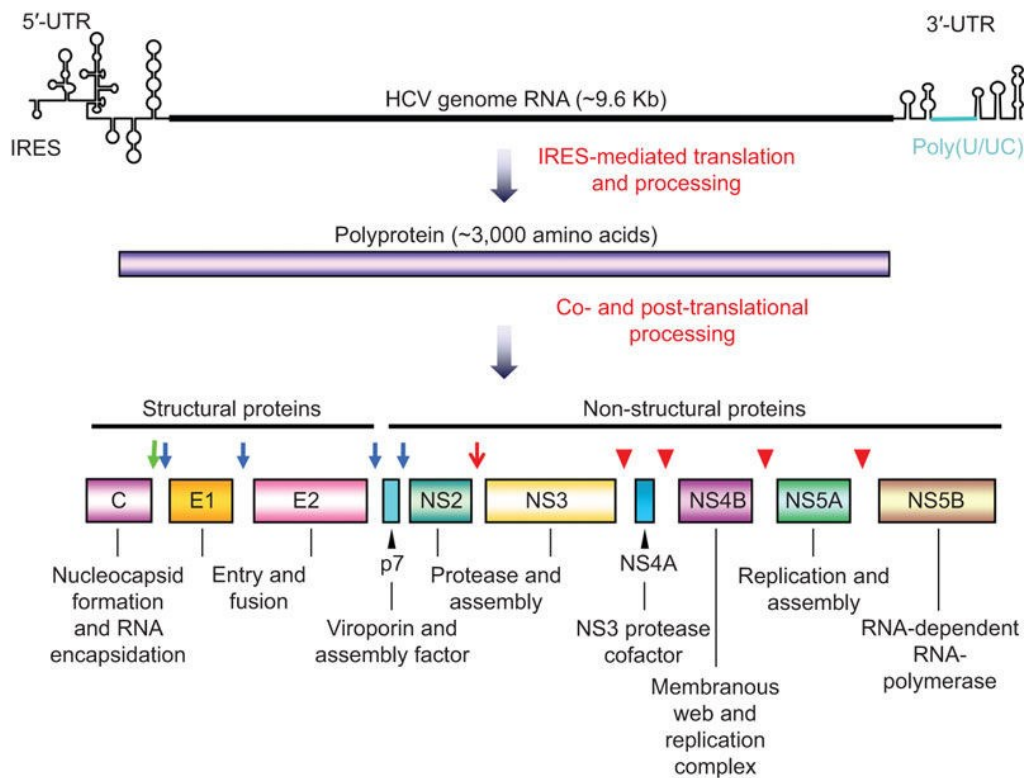 5′-UTR
3′-UTR
HCV genome RNA (~9.6 Kb)
IRES
Poly(U/UC)
IRES-mediated translation
and processing
Polyprotein (~3,000 amino acids)
Co- and post-translational
processing
Structural proteins
Non-structural proteins
C
E1
E2
NS2
NS3
NS4B
NS5A
NS5B
p7
NS4A
Nucleocapsid
formation
and RNA
encapsidation
Entry and
fusion
Viroporin and
assembly factor
Protease and
assembly
NS3 protease
cofactor
Membranous
web and
replication
complex
Replication and
assembly
RNA-dependent
RNA-
polymerase